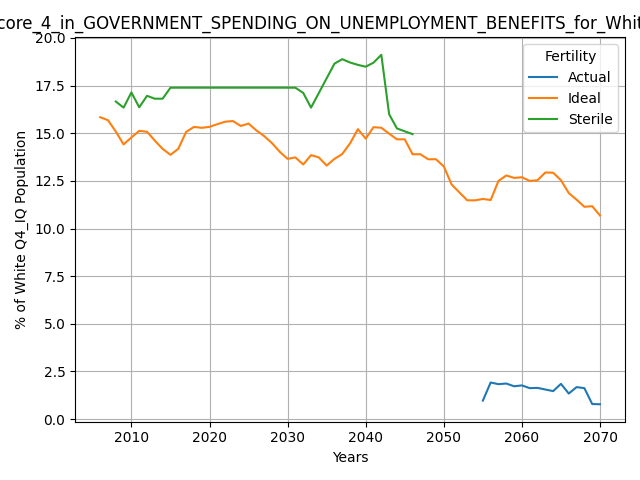 core_4_in_GOVERNMENT_SPENDING_ON_UNEMPLOYMENT_BENEFITS_for_Whit
20.0
17.5
15.0
12.5
10.0
7.5
5.0
2.5
0.0
% of White Q4_IQ Population
Fertility
Actual
Ideal
Sterile
2010 2020 2030 2040 2050 2060 2070
Years